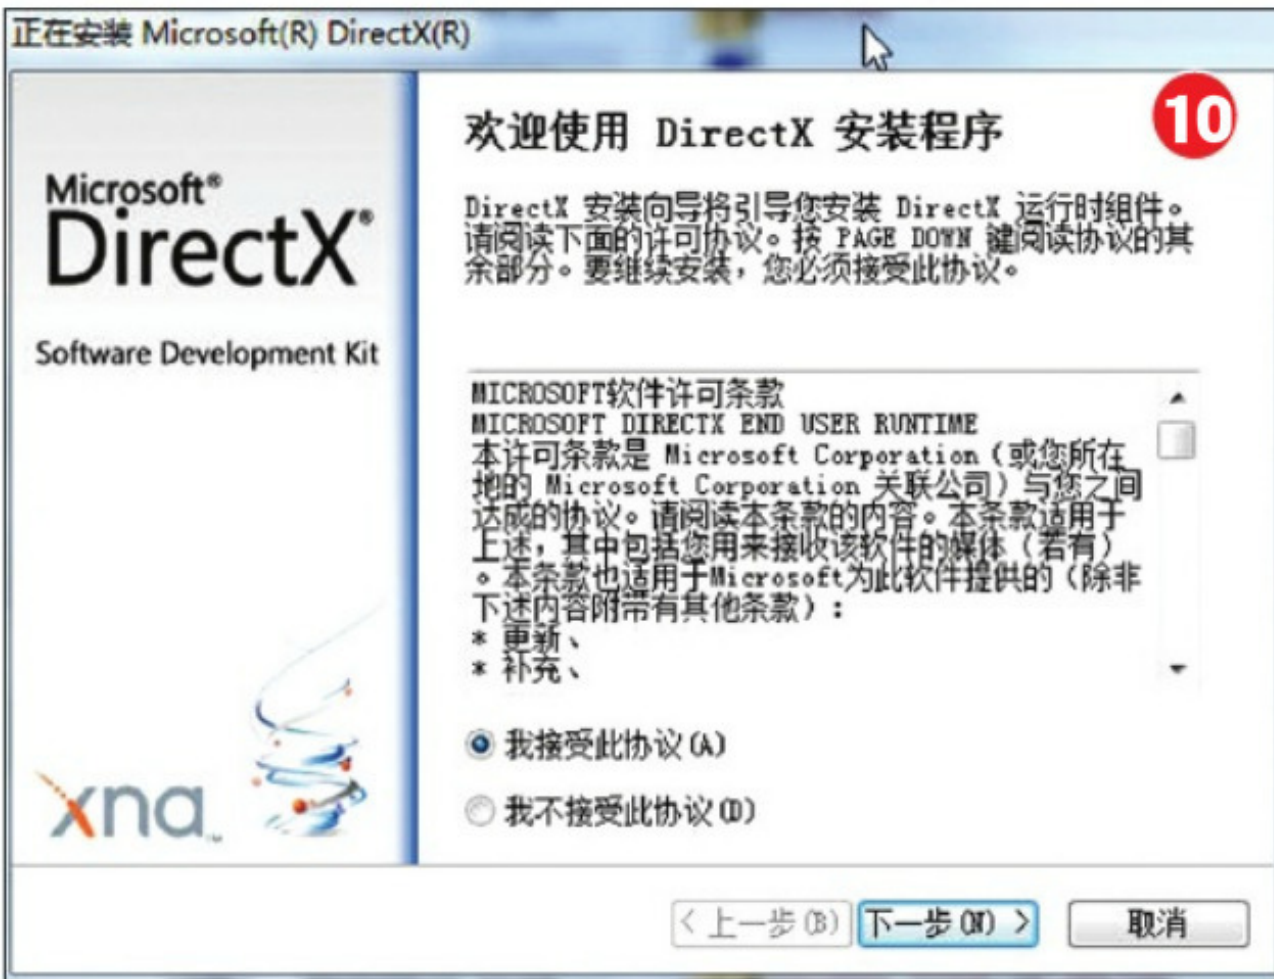 正在安装 Microsoft(R) DirectX(R)
10
Microsoft®
DirectX®
Software Development Kit
xna™
欢迎使用 DirectX 安装程序
DirectX 安装向导将引导您安装 DirectX 运行时组件。
请阅读下面的许可协议。按 PAGE DOWN 键阅读协议的其
余部分。要继续安装，您必须接受此协议。
MICROSOFT软件许可条款
MICROSOFT DIRECTX END USER RUNTIME
本许可条款是 Microsoft Corporation（或您所在
地的 Microsoft Corporation 关联公司）与您之间
达成的协议。请阅读本条款的内容。本条款适用于
上述，其中包括您用来接收该软件的媒体（若有）
。本条款也适用于Microsoft为此软件提供的（除非
下述内容附带有其他条款）：
* 更新、
* 补充、
我接受此协议(A)
我不接受此协议(D)
< 上一步(B)
下一步(N) >
取消